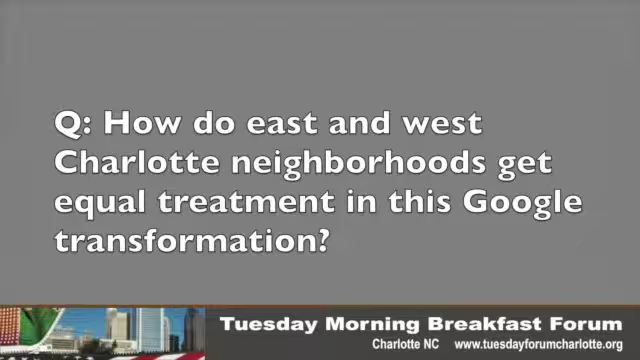 Q: How do east and west
Charlotte neighborhoods get
equal treatment in this Google
transformation?
Tuesday Morning Breakfast Forum
Charlotte NC www.tuesdayforumcharlotte.org